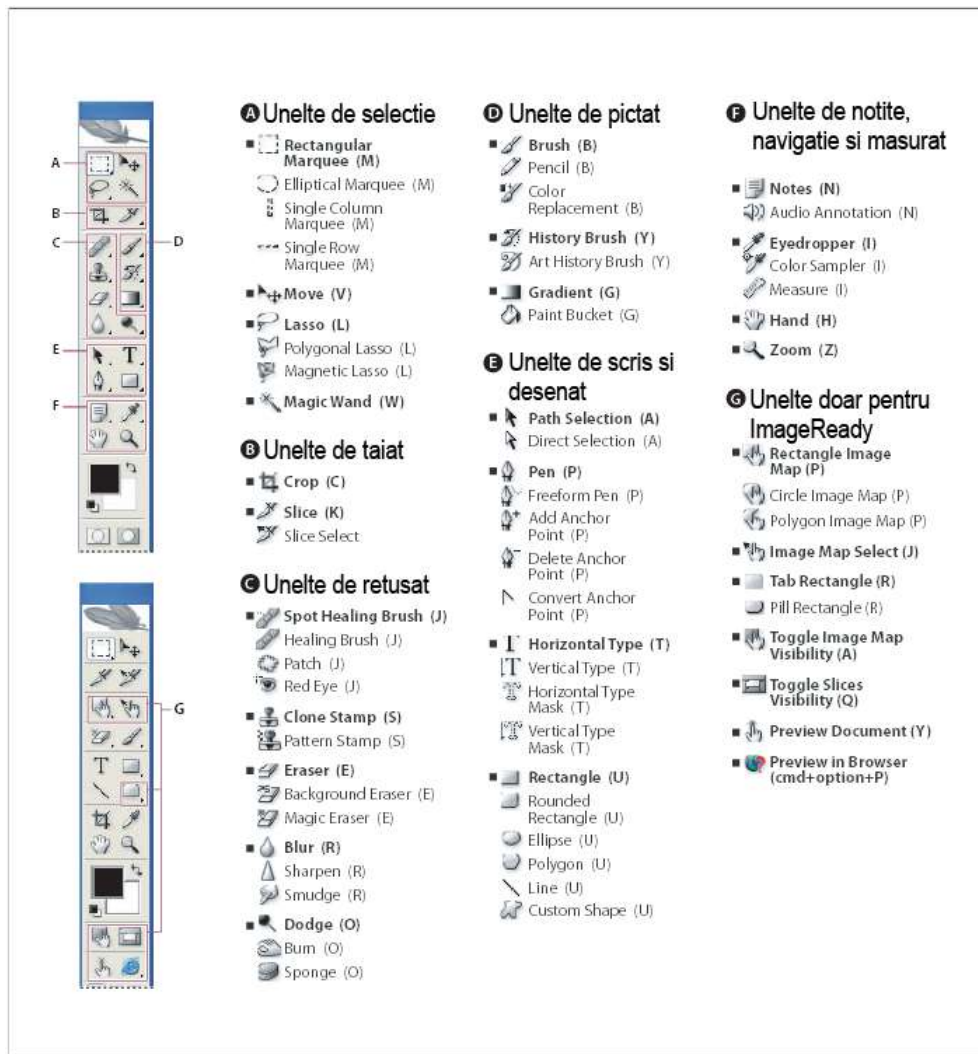 A Unelte de selectie
Rectangular
Marquee (M)
Elliptical Marquee (M)
Single Column
Marquee (M)
Single Row
Marquee (M)
Move (V)
Lasso (L)
Polygonal Lasso (L)
Magnetic Lasso (L)
Magic Wand (W)
B Unelte de taiat
Crop (C)
Slice (K)
Slice Select
C Unelte de retusat
Spot Healing Brush (J)
Healing Brush (J)
Patch (J)
Red Eye (J)
Clone Stamp (S)
Pattern Stamp (S)
Eraser (E)
Background Eraser (E)
Magic Eraser (E)
Blur (R)
Sharpen (R)
Smudge (R)
Dodge (O)
Burn (O)
Sponge (O)
D Unelte de pictat
Brush (B)
Pencil (B)
Color
Replacement (B)
History Brush (Y)
Art History Brush (Y)
Gradient (G)
Paint Bucket (G)
E Unelte de scris si
desenat
Path Selection (A)
Direct Selection (A)
Pen (P)
Freeform Pen (P)
Add Anchor
Point (P)
Delete Anchor
Point (P)
Convert Anchor
Point (P)
Horizontal Type (T)
Vertical Type (T)
Horizontal Type
Mask (T)
Vertical Type
Mask (T)
Rectangle (U)
Rounded
Rectangle (U)
Ellipse (U)
Polygon (U)
Line (U)
Custom Shape (U)
F Unelte de notite,
navigatie si masurat
Notes (N)
Audio Annotation (N)
Eyedropper (I)
Color Sampler (I)
Measure (I)
Hand (H)
Zoom (Z)
G Unelte doar pentru
ImageReady
Rectangle Image
Map (P)
Circle Image Map (P)
Polygon Image Map (P)
Image Map Select (J)
Tab Rectangle (R)
Pill Rectangle (R)
Toggle Image Map
Visibility (A)
Toggle Slices
Visibility (Q)
Preview Document (Y)
Preview in Browser
(cmd+option+P)
A
B
C
D
E
F
G